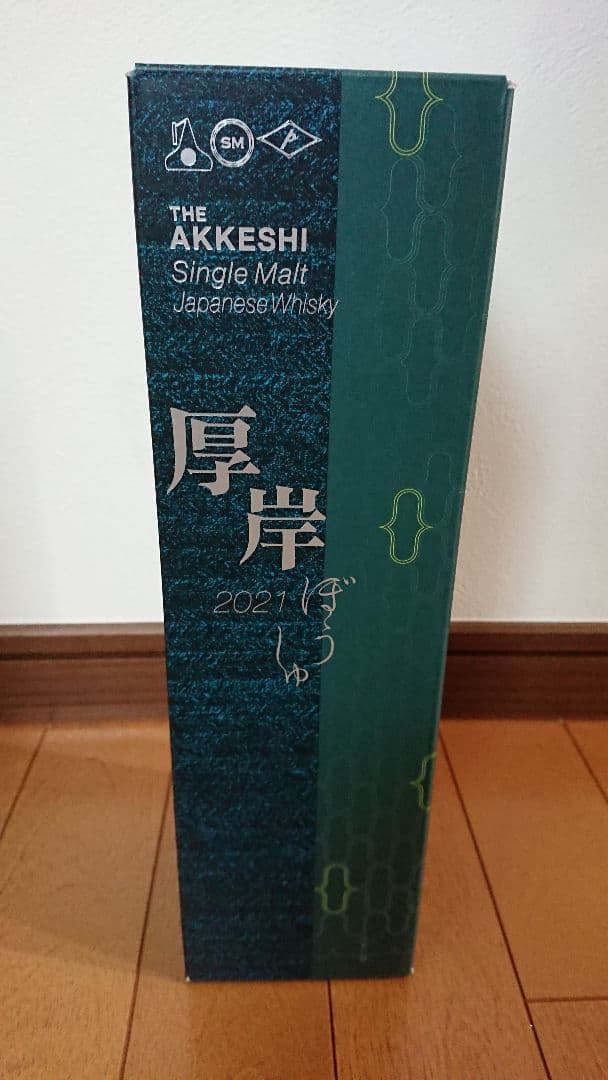 SM
p
THE
AKKESHI
Single Malt
Japanese Whisky
厚岸
2021 ぼうしゅ